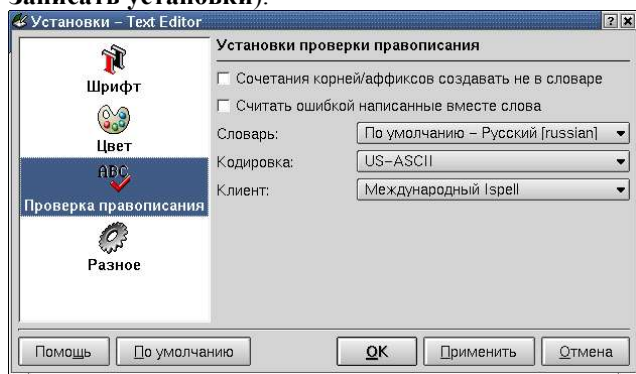 Записать установки).
Установки – Text Editor
Шрифт
Цвет
ABC
Проверка правописания
Разное
Установки проверки правописания
Сочетания корней/аффиксов создавать не в словаре
Считать ошибкой написанные вместе слова
Словарь: По умолчанию – Русский [russian]
Кодировка: US-ASCII
Клиент: Международный Ispell
Помощь По умолчанию OK Применить Отмена